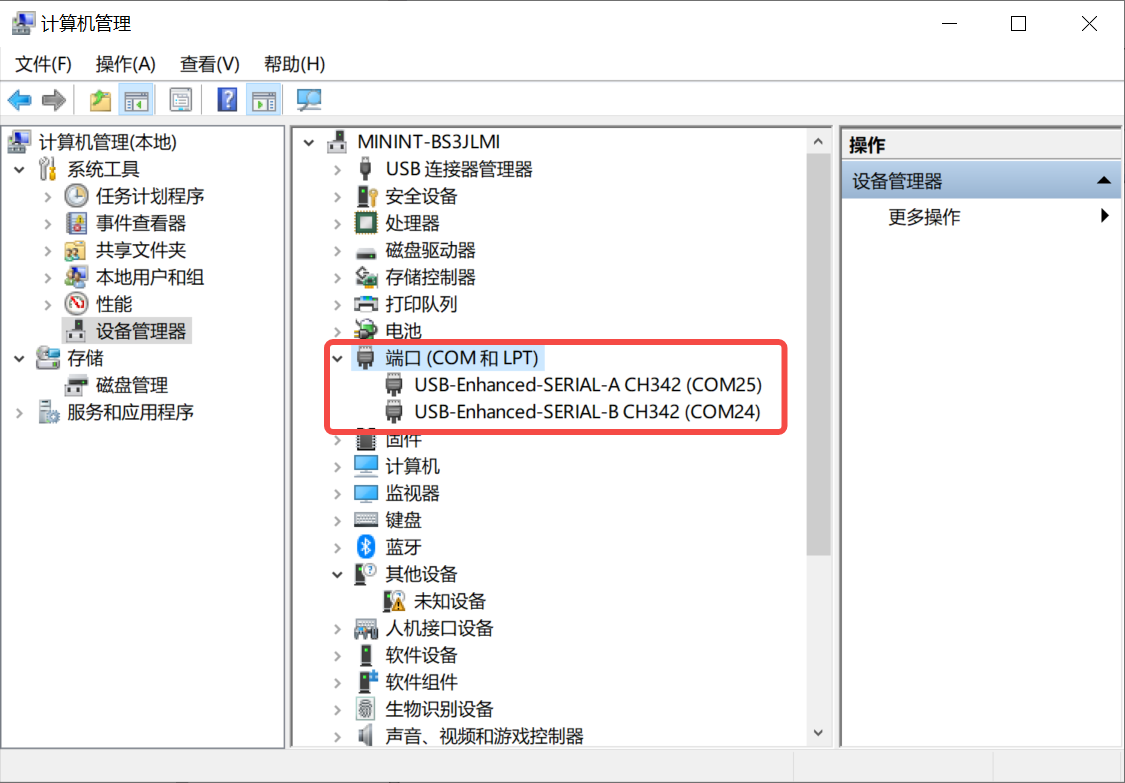 计算机管理
文件(F) 操作(A) 查看(V) 帮助(H)
计算机管理(本地)
系统工具
任务计划程序
事件查看器
共享文件夹
本地用户和组
性能
设备管理器
存储
磁盘管理
服务和应用程序
MININT-BS3JLMI
USB 连接器管理器
安全设备
处理器
磁盘驱动器
存储控制器
打印队列
电池
端口 (COM 和 LPT)
USB-Enhanced-SERIAL-A CH342 (COM25)
USB-Enhanced-SERIAL-B CH342 (COM24)
固件
计算机
监视器
键盘
蓝牙
其他设备
未知设备
人机接口设备
软件设备
软件组件
生物识别设备
声音、视频和游戏控制器
操作
设备管理器
更多操作